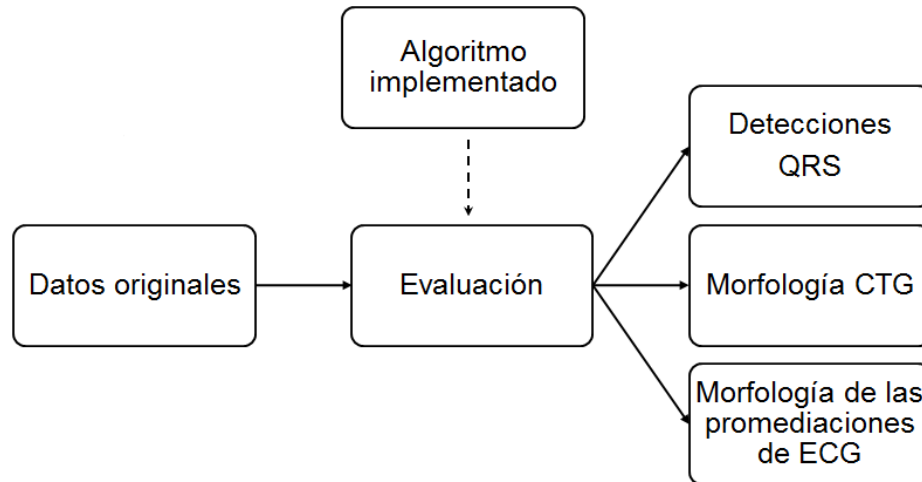 Algoritmo
implementado
Detecciones
QRS
Datos originales
Evaluación
Morfología CTG
Morfología de las
promediaciones
de ECG